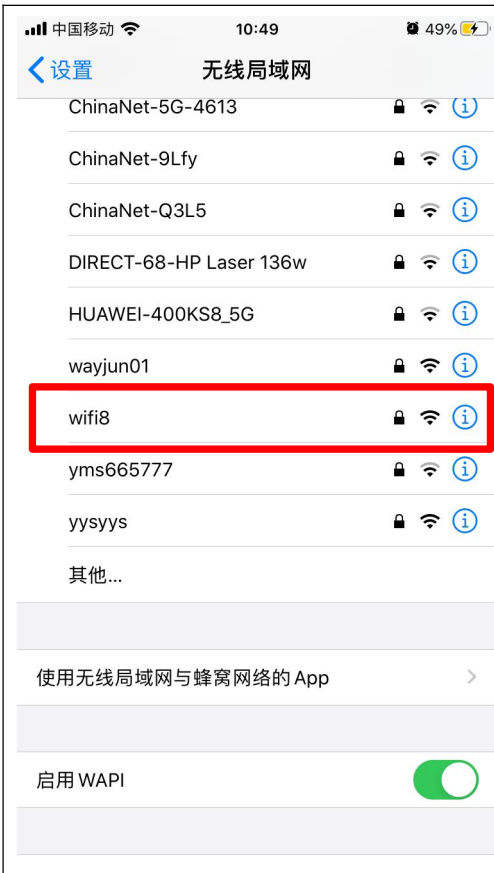 中国移动 10:49 49%
设置 无线局域网
ChinaNet-5G-4613
ChinaNet-9Lfy
ChinaNet-Q3L5
DIRECT-68-HP Laser 136w
HUAWEI-400KS8_5G
wayjun01
wifi8
yms665777
yysyys
其他...
使用无线局域网与蜂窝网络的 App
启用 WAPI